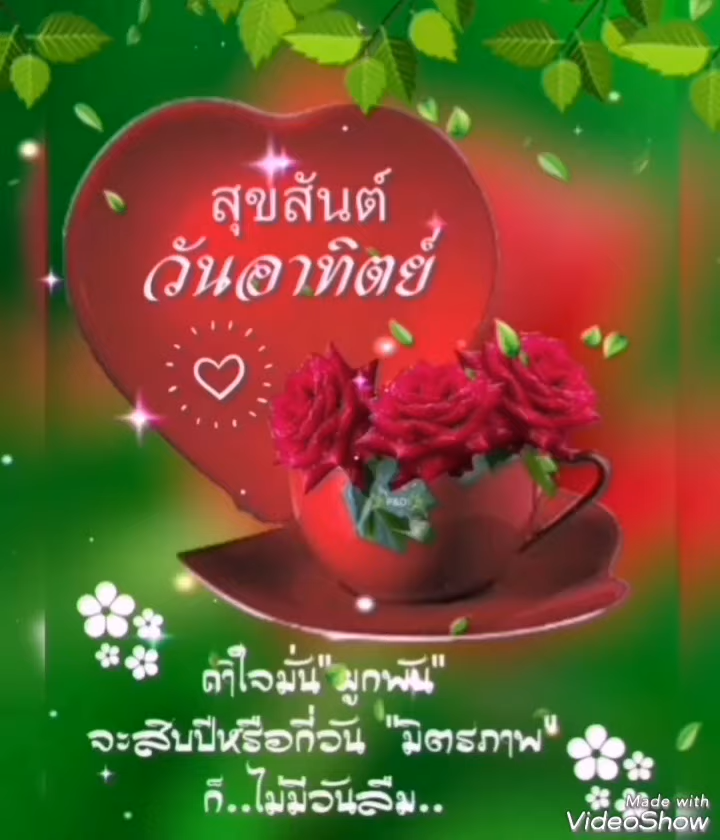 สุขสันต์
วันอาทิตย์
ถ้าใจมั่น"ผูกพัน"
จะสิบปีหรือกี่วัน "มิตรภาพ"
ก็..ไม่มีวันลืม..
Made with
VideoShow